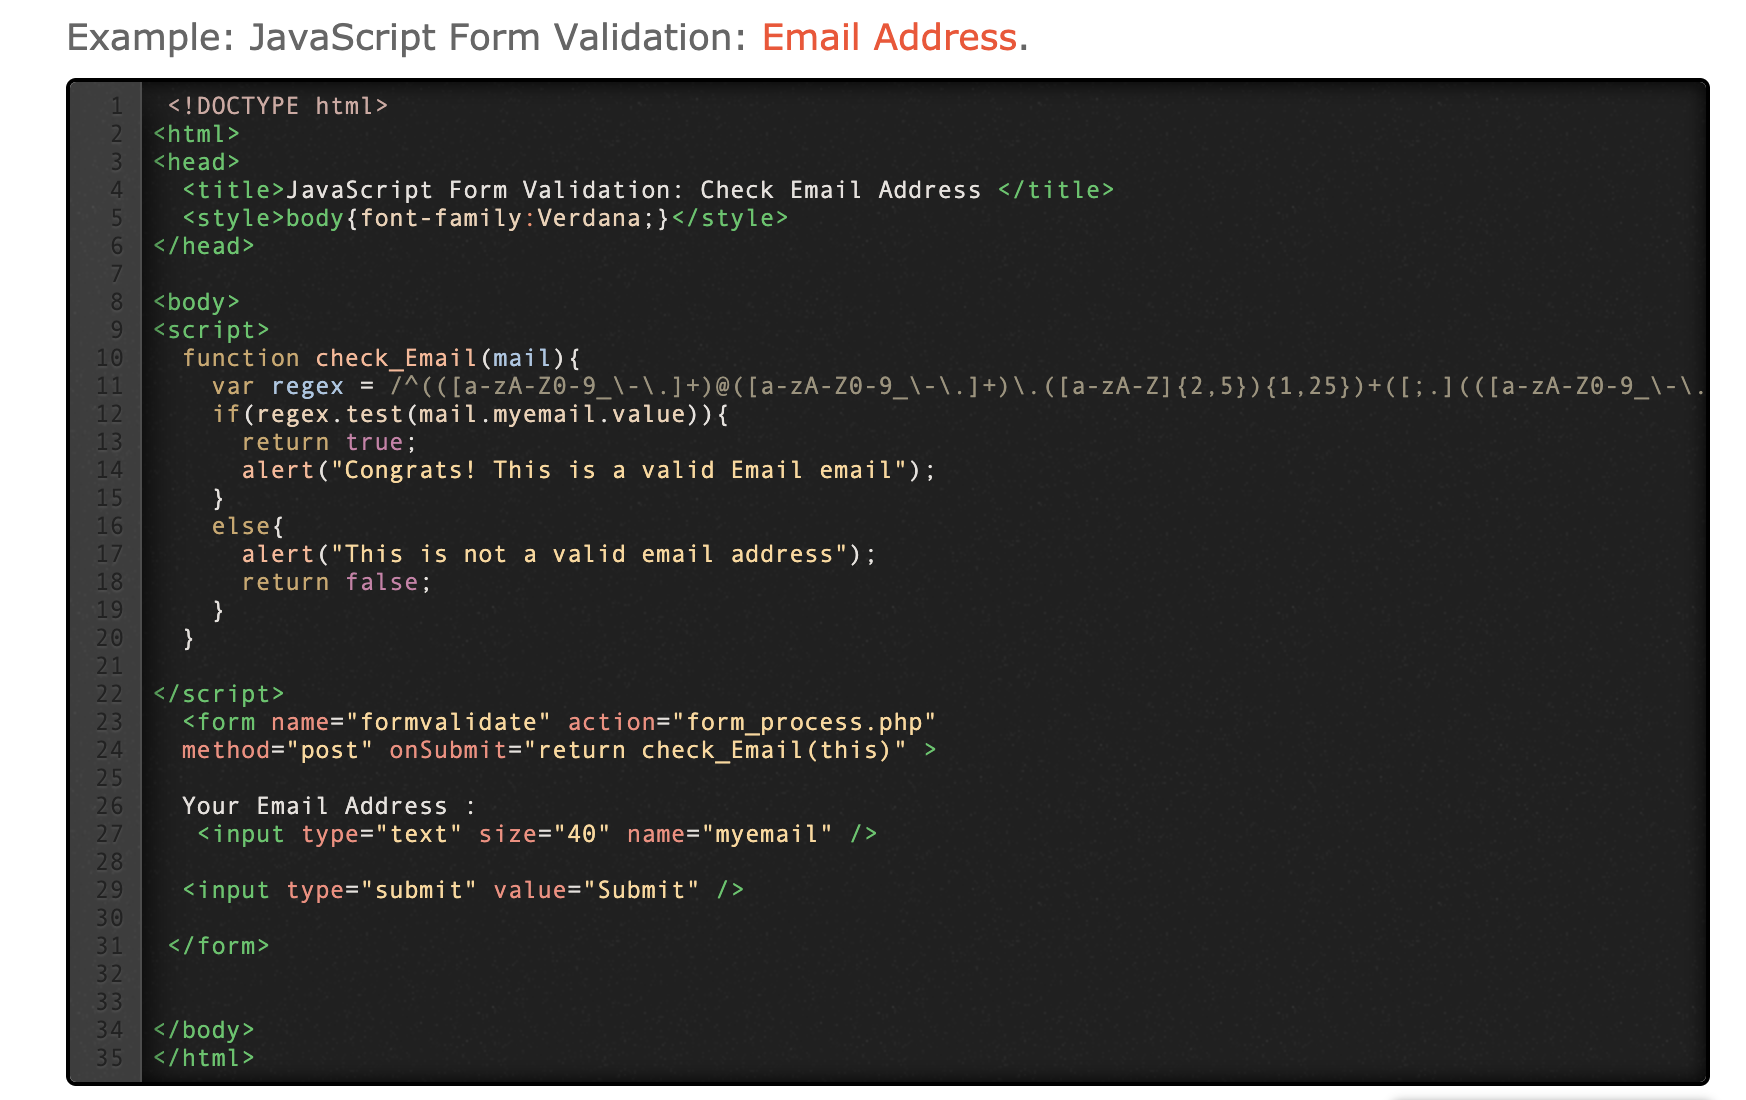 Example: JavaScript Form Validation: Email Address.
1 <!DOCTYPE html>
2 <html>
3 <head>
4 <title>JavaScript Form Validation: Check Email Address </title>
5 <style>body{font-family:Verdana;}</style>
6 </head>
7
8 <body>
9 <script>
10 function check_Email(mail){
11 var regex = /^(([a-zA-Z0-9_\-\.]+)@([a-zA-Z0-9_\-\.]+)\.([a-zA-Z]{2,5}){1,25})+([;.](([a-zA-Z0-9_\-\.
12 if(regex.test(mail.myemail.value)){
13 return true;
14 alert("Congrats! This is a valid Email email");
15 }
16 else{
17 alert("This is not a valid email address");
18 return false;
19 }
20 }
21
22 </script>
23 <form name="formvalidate" action="form_process.php"
24 method="post" onSubmit="return check_Email(this)" >
25
26 Your Email Address :
27 <input type="text" size="40" name="myemail" />
28
29 <input type="submit" value="Submit" />
30
31 </form>
32
33
34 </body>
35 </html>